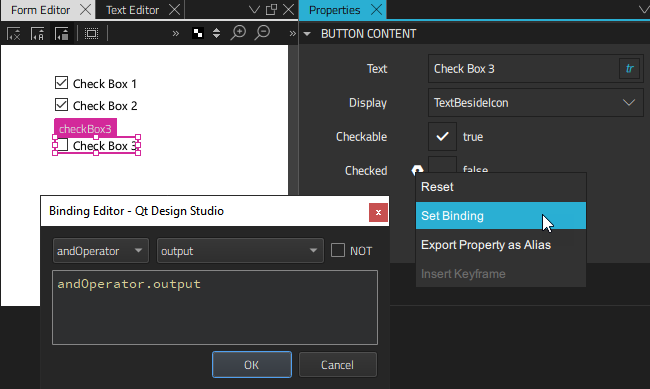 Form Editor
Text Editor
Properties
BUTTON CONTENT
Check Box 1
Check Box 2
checkBox3
Check Box 3
Text
Check Box 3
tr
Display
TextBesideIcon
Checkable
true
Checked
false
Reset
Set Binding
Export Property as Alias
Insert Keyframe
Binding Editor - Qt Design Studio
x
andOperator
output
NOT
andOperator.output
OK
Cancel